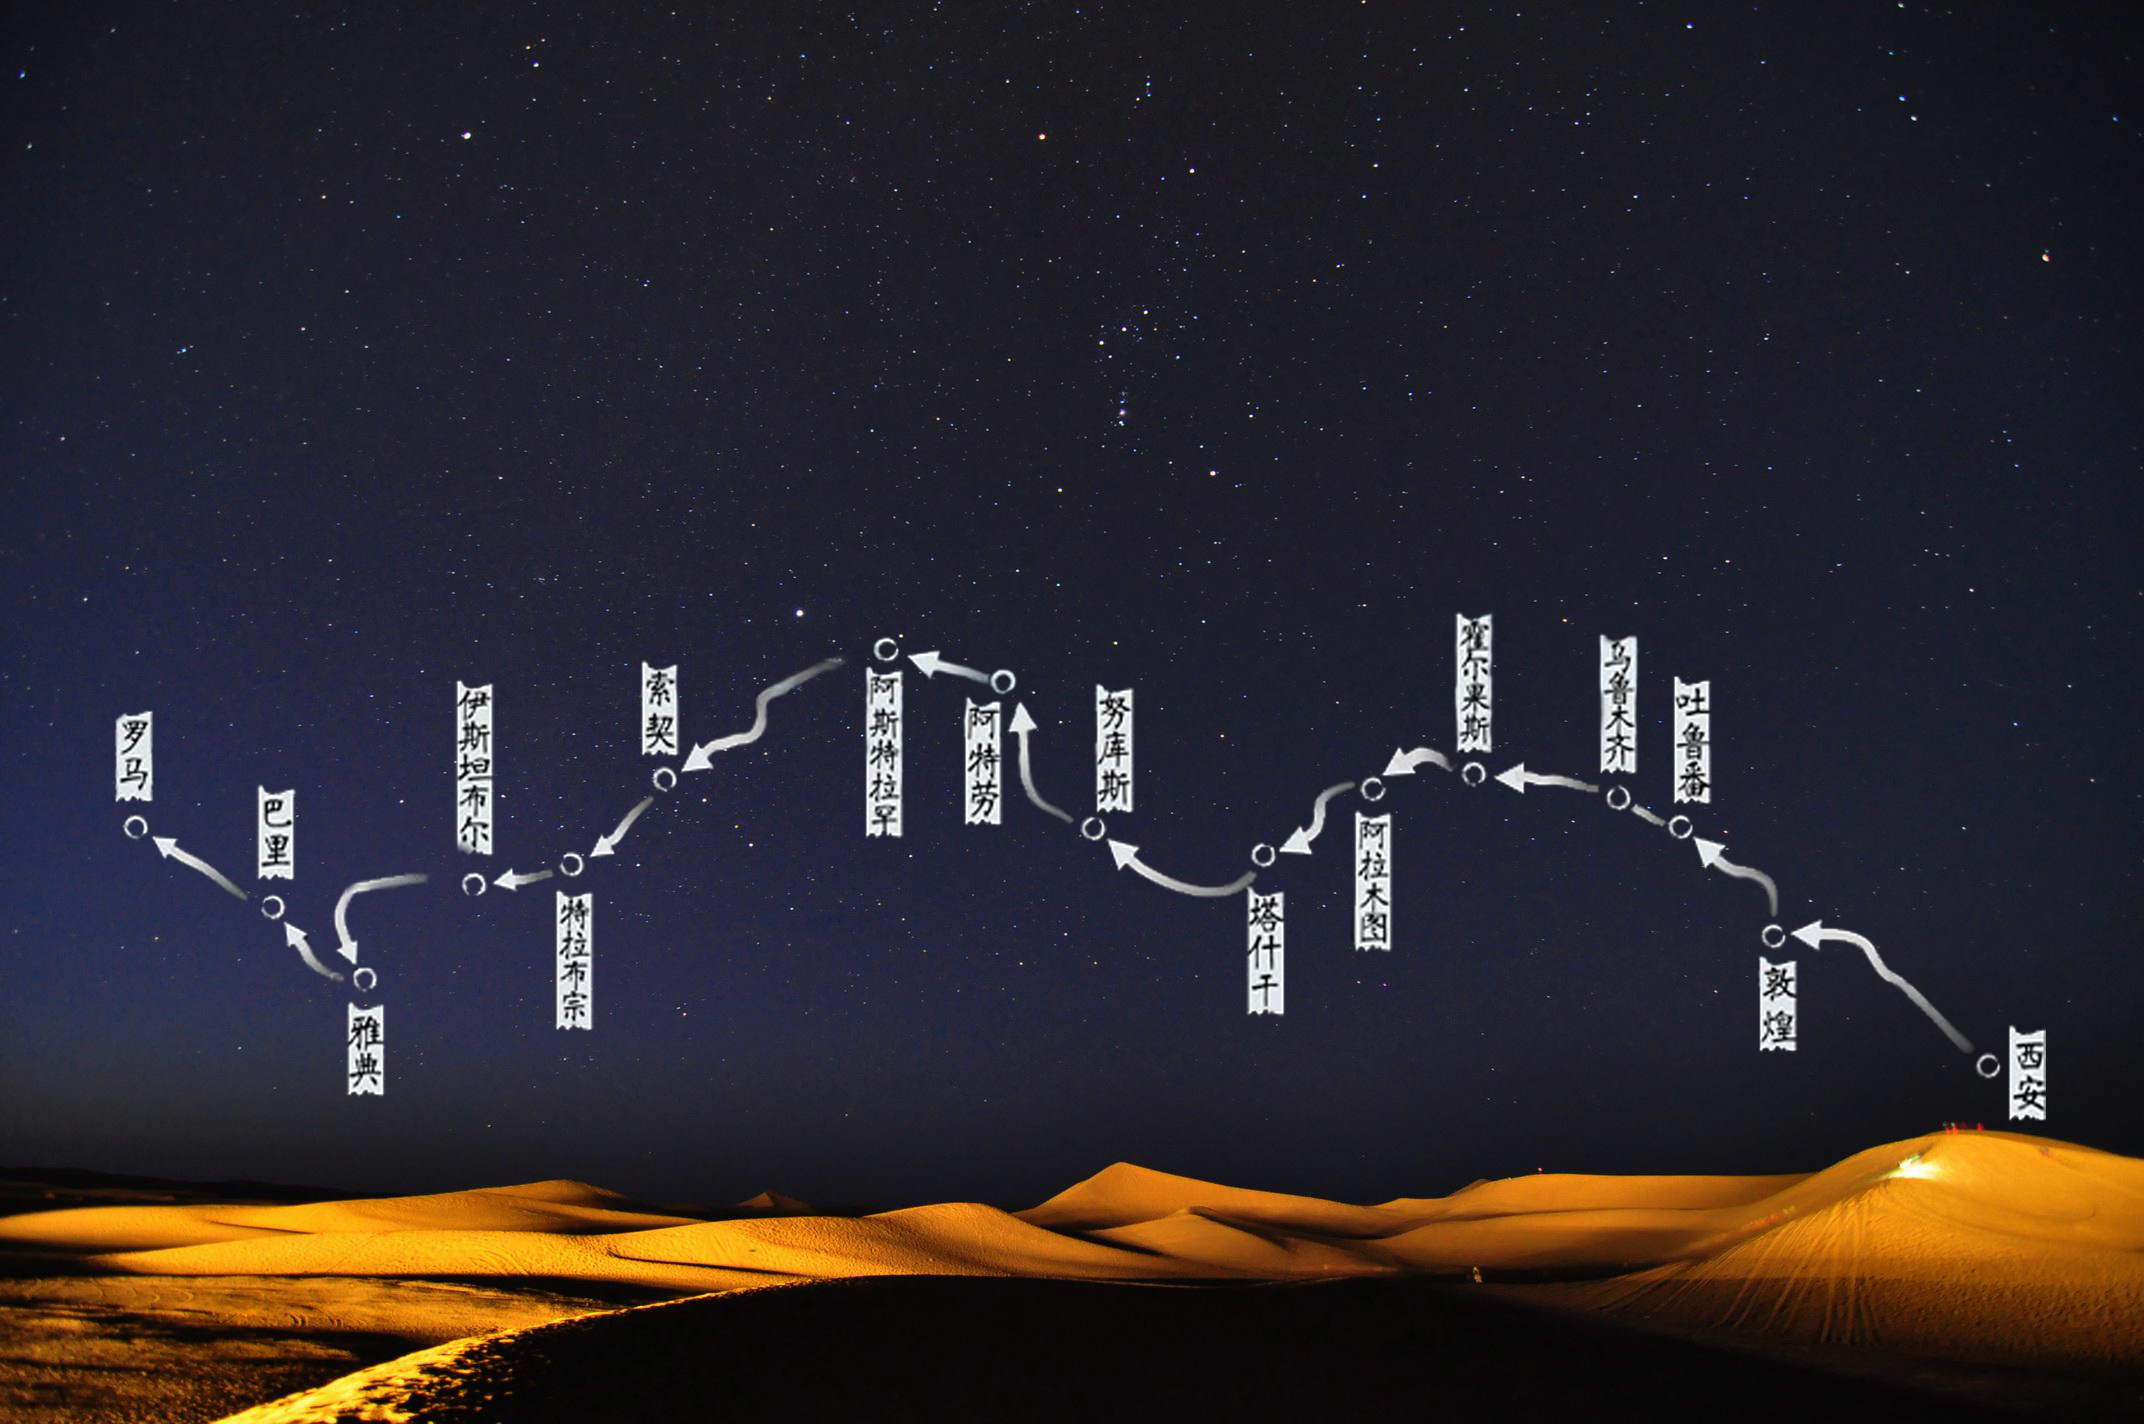 西安
敦煌
吐鲁番
乌鲁木齐
霍尔果斯
阿拉木图
塔什干
努库斯
阿特劳
阿斯特拉罕
索契
特拉布宗
伊斯坦布尔
雅典
巴里
罗马